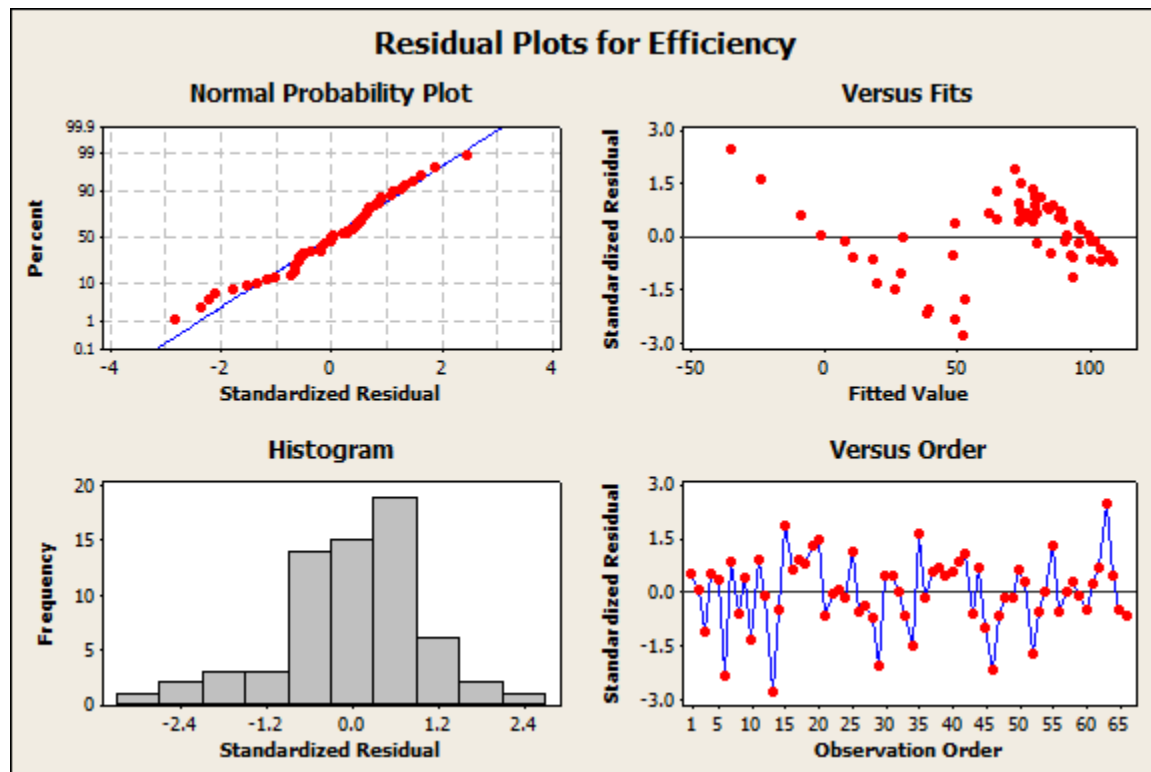 Residual Plots for Efficiency
Normal Probability Plot
99.9
99
90
50
10
1
0.1
Percent
-4 -2 0 2 4
Standardized Residual
Versus Fits
3.0
1.5
0.0
-1.5
-3.0
Standardized Residual
-50 0 50 100
Fitted Value
Histogram
20
15
10
5
0
Frequency
-2.4 -1.2 0.0 1.2 2.4
Standardized Residual
Versus Order
3.0
1.5
0.0
-1.5
-3.0
Standardized Residual
1 5 10 15 20 25 30 35 40 45 50 55 60 65
Observation Order